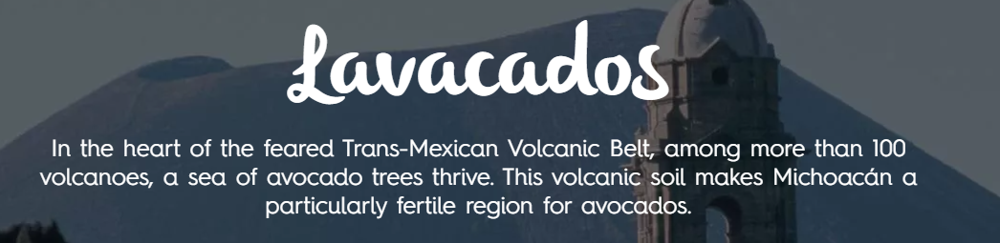 Lavacados
In the heart of the feared Trans-Mexican Volcanic Belt, among more than 100
volcanoes, a sea of avocado trees thrive. This volcanic soil makes Michoacán a
particularly fertile region for avocados.